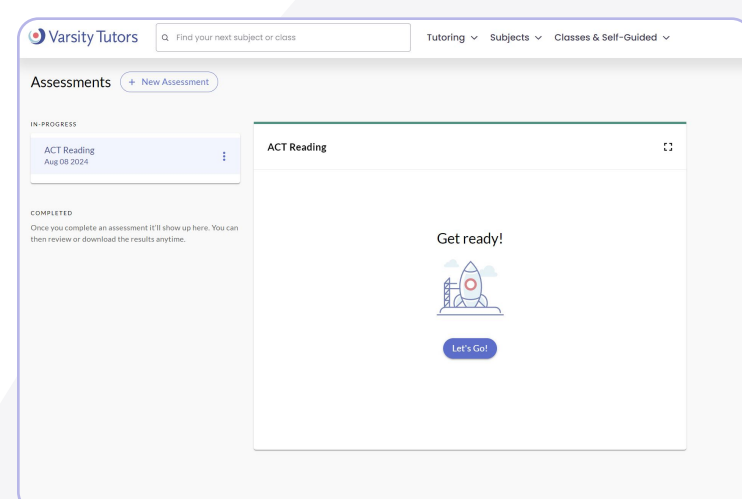 Varsity Tutors
Find your next subject or class
Tutoring
Subjects
Classes & Self-Guided
Assessments
+ New Assessment
IN-PROGRESS
ACT Reading
Aug 08 2024
COMPLETED
Once you complete an assessment it'll show up here. You can
then review or download the results anytime.
ACT Reading
Get ready!
Let's Go!